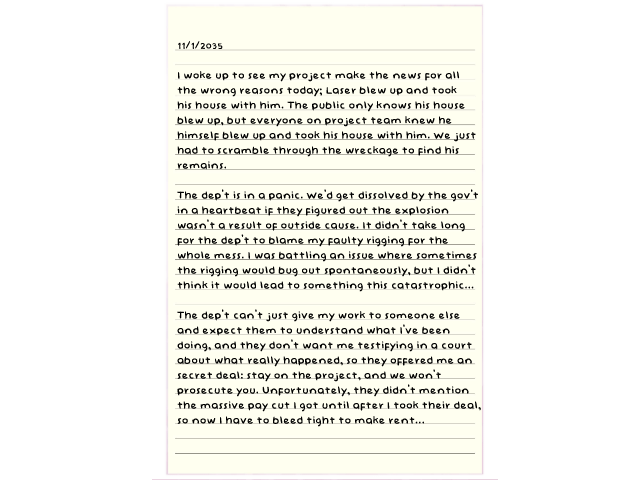 11/1/2035
I woke up to see my project make the news for all
the wrong reasons today; Laser blew up and took
his house with him. The public only knows his house
blew up, but everyone on project team knew he
himself blew up and took his house with him. We just
had to scramble through the wreckage to find his
remains.
The dep't is in a panic. We'd get dissolved by the gov't
in a heartbeat if they figured out the explosion
wasn't a result of outside cause. It didn't take long
for the dep't to blame my faulty rigging for the
whole mess. I was battling an issue where sometimes
the rigging would bug out spontaneously, but I didn't
think it would lead to something this catastrophic...
The dep't can't just give my work to someone else
and expect them to understand what I've been
doing, and they don't want me testifying in a court
about what really happened, so they offered me an
secret deal: stay on the project, and we won't
prosecute you. Unfortunately, they didn't mention
the massive pay cut I got until after I took their deal,
so now I have to bleed tight to make rent...